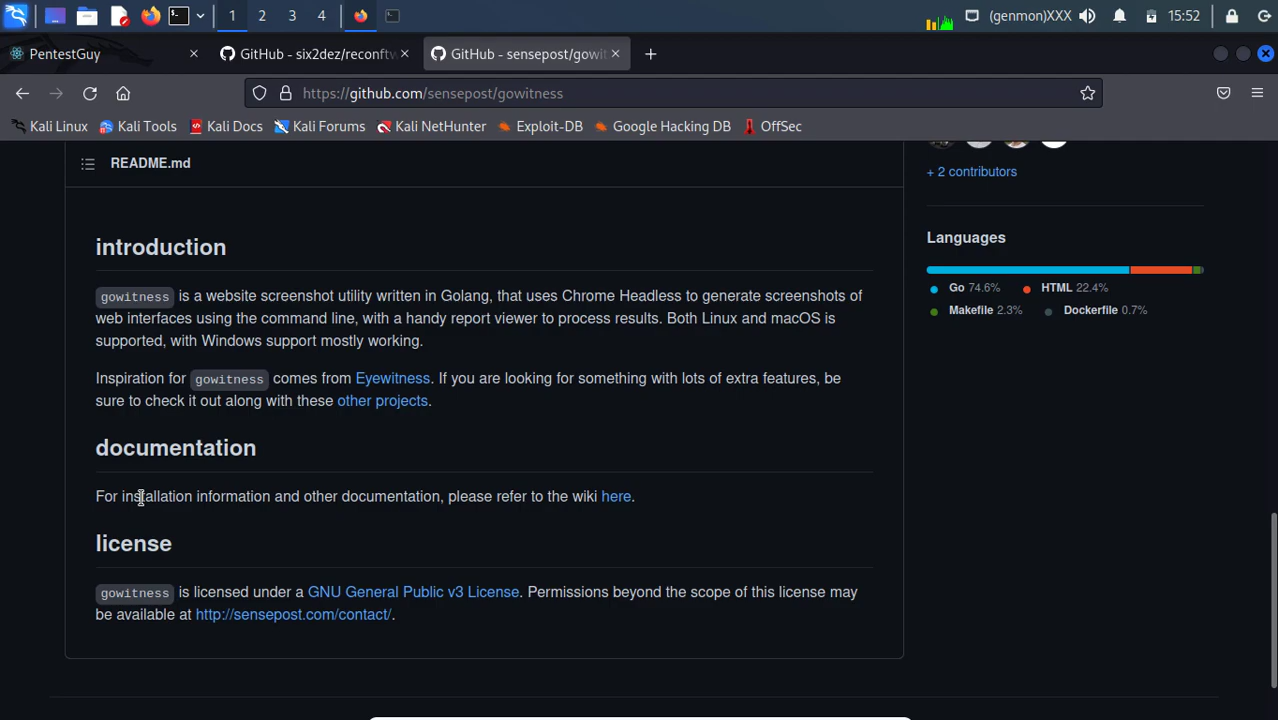 1 2 3 4 (genmon)XXX 15:52
PentestGuy
GitHub - six2dez/reconftw
GitHub - sensepost/gowit
https://github.com/sensepost/gowitness
Kali Linux Kali Tools Kali Docs Kali Forums Kali NetHunter Exploit-DB Google Hacking DB OffSec
README.md
introduction
gowitness is a website screenshot utility written in Golang, that uses Chrome Headless to generate screenshots of
web interfaces using the command line, with a handy report viewer to process results. Both Linux and macOS is
supported, with Windows support mostly working.
Inspiration for gowitness comes from Eyewitness. If you are looking for something with lots of extra features, be
sure to check it out along with these other projects.
documentation
For installation information and other documentation, please refer to the wiki here.
license
gowitness is licensed under a GNU General Public v3 License. Permissions beyond the scope of this license may
be available at http://sensepost.com/contact/.
+ 2 contributors
Languages
Go 74.6% HTML 22.4%
Makefile 2.3% Dockerfile 0.7%